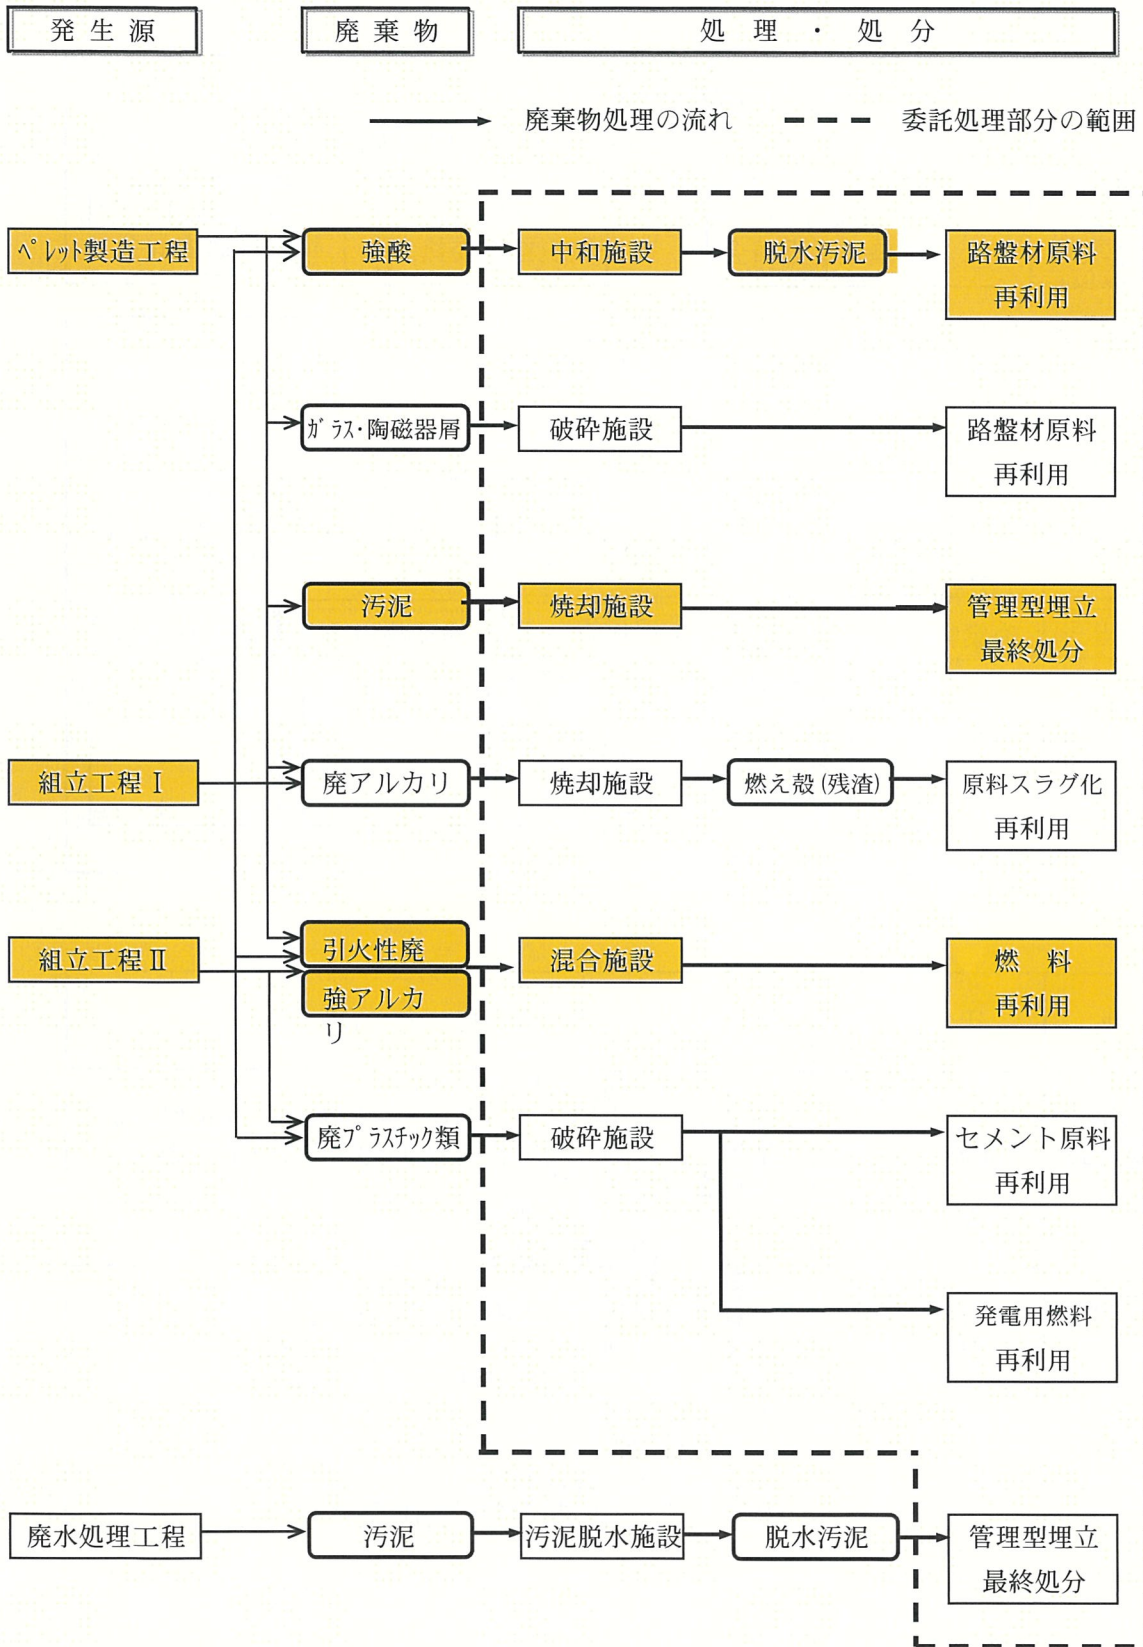 発 生 源
廃 棄 物
処 理 ・ 処 分
廃棄物処理の流れ
委託処理部分の範囲
ペレット製造工程
強酸
中和施設
脱水汚泥
路盤材原料
再利用
ガラス・陶磁器屑
破砕施設
路盤材原料
再利用
汚泥
焼却施設
管理型埋立
最終処分
組立工程Ⅰ
廃アルカリ
焼却施設
燃え殻(残渣)
原料スラグ化
再利用
組立工程Ⅱ
引火性廃
強アルカ
リ
混合施設
燃 料
再利用
廃プラスチック類
破砕施設
セメント原料
再利用
発電用燃料
再利用
廃水処理工程
汚泥
汚泥脱水施設
脱水汚泥
管理型埋立
最終処分